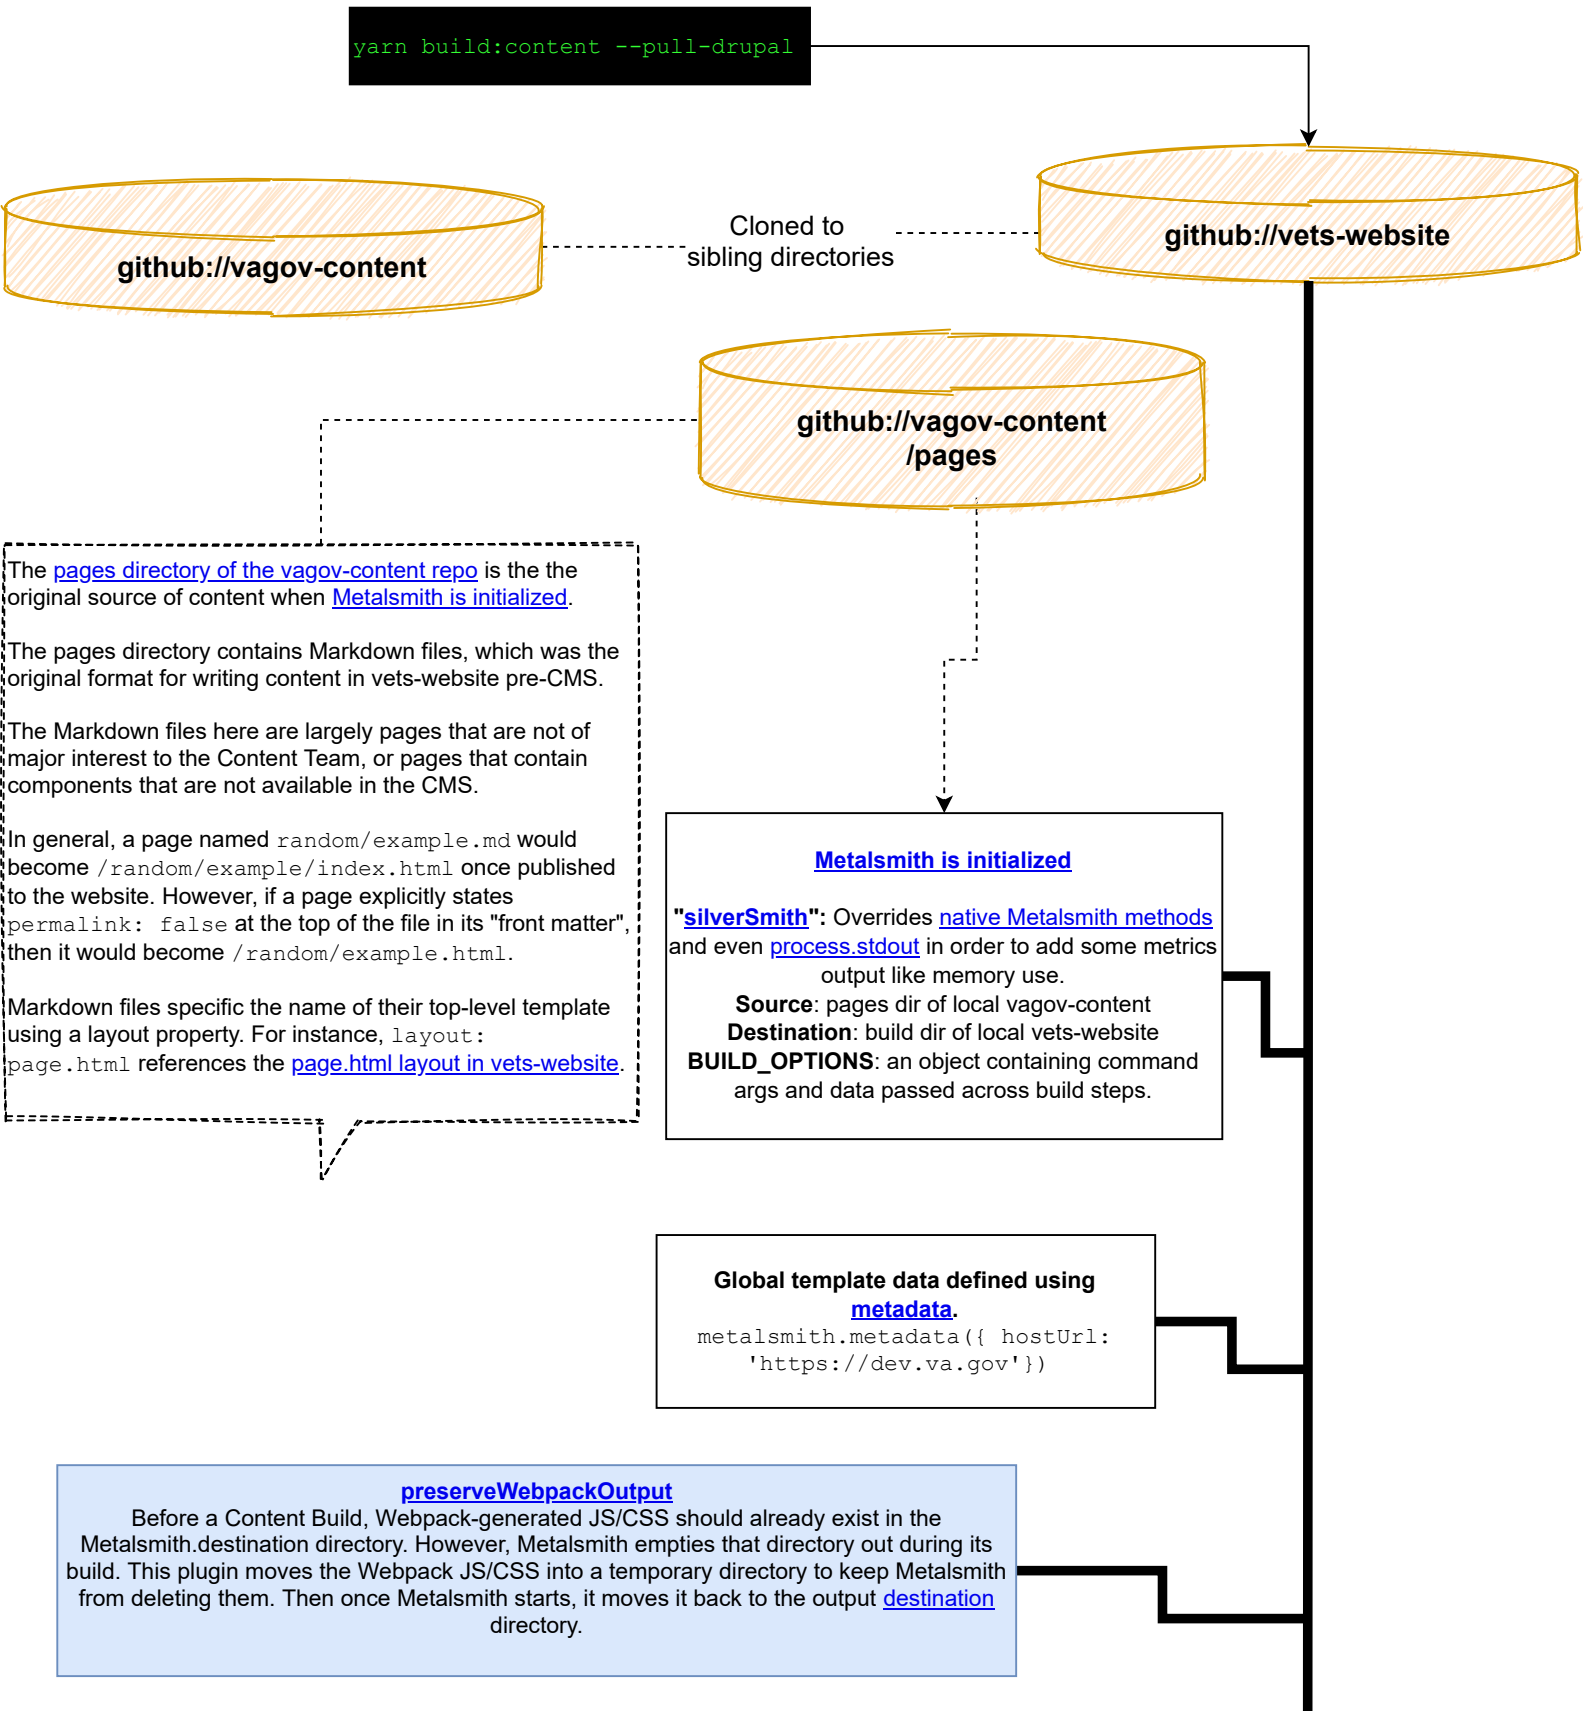 yarn build:content --pull-drupal
github://vets-website
Cloned to
sibling directories
github://vagov-content
github://vagov-content
/pages
The pages directory of the vagov-content repo is the the
original source of content when Metalsmith is initialized.
The pages directory contains Markdown files, which was the
original format for writing content in vets-website pre-CMS.
The Markdown files here are largely pages that are not of
major interest to the Content Team, or pages that contain
components that are not available in the CMS.
In general, a page named random/example.md would
become /random/example/index.html once published
to the website. However, if a page explicitly states
permalink: false at the top of the file in its "front matter",
then it would become /random/example.html.
Markdown files specific the name of their top-level template
using a layout property. For instance, layout:
page.html references the page.html layout in vets-website.
Metalsmith is initialized
"silverSmith": Overrides native Metalsmith methods
and even process.stdout in order to add some metrics
output like memory use.
Source: pages dir of local vagov-content
Destination: build dir of local vets-website
BUILD_OPTIONS: an object containing command
args and data passed across build steps.
Global template data defined using
metadata.
metalsmith.metadata({ hostUrl:
'https://dev.va.gov'})
preserveWebpackOutput
Before a Content Build, Webpack-generated JS/CSS should already exist in the
Metalsmith.destination directory. However, Metalsmith empties that directory out during its
build. This plugin moves the Webpack JS/CSS into a temporary directory to keep Metalsmith
from deleting them. Then once Metalsmith starts, it moves it back to the output destination
directory.